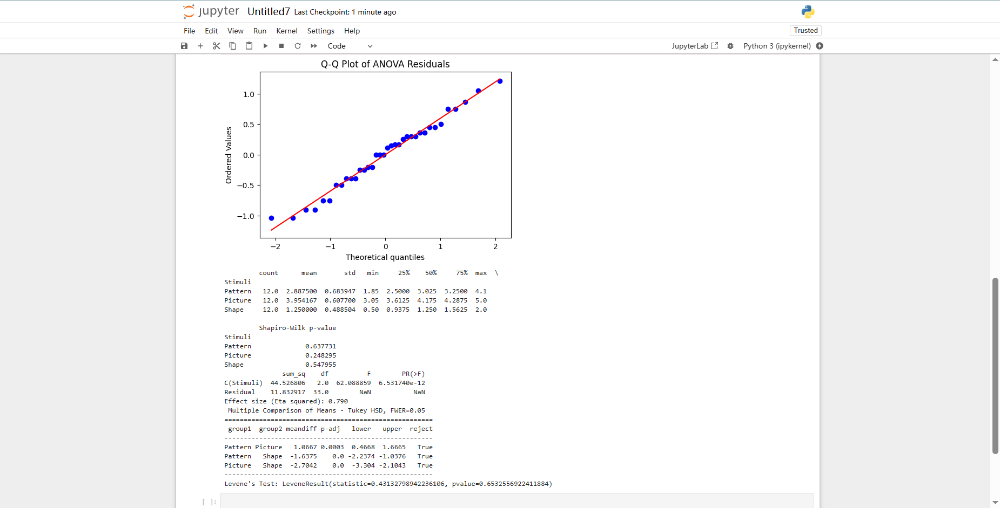 jupyter Untitled7 Last Checkpoint: 1 minute ago
File Edit View Run Kernel Settings Help Trusted
Code JupyterLab Python 3 (ipykernel)
Q-Q Plot of ANOVA Residuals
1.0
0.5
0.0
−0.5
−1.0
Ordered Values
−2 −1 0 1 2
Theoretical quantiles
count mean std min 25% 50% 75% max \
Stimuli
Pattern 12.0 2.887500 0.683947 1.85 2.5000 3.025 3.2500 4.1
Picture 12.0 3.954167 0.607700 3.05 3.6125 4.175 4.2875 5.0
Shape 12.0 1.250000 0.488504 0.50 0.9375 1.250 1.5625 2.0
Shapiro-Wilk p-value
Stimuli
Pattern 0.637731
Picture 0.248295
Shape 0.547955
sum_sq df F PR(>F)
C(Stimuli) 44.526806 2.0 62.088859 6.531740e-12
Residual 11.832917 33.0 NaN NaN
Effect size (Eta squared): 0.790
Multiple Comparison of Means - Tukey HSD, FWER=0.05
======================================================
group1 group2 meandiff p-adj lower upper reject
------------------------------------------------------
Pattern Picture 1.0667 0.0003 0.4668 1.6665 True
Pattern Shape -1.6375 0.0 -2.2374 -1.0376 True
Picture Shape -2.7042 0.0 -3.304 -2.1043 True
------------------------------------------------------
Levene's Test: LeveneResult(statistic=0.43132798942236106, pvalue=0.6532556922411884)
[ ]: